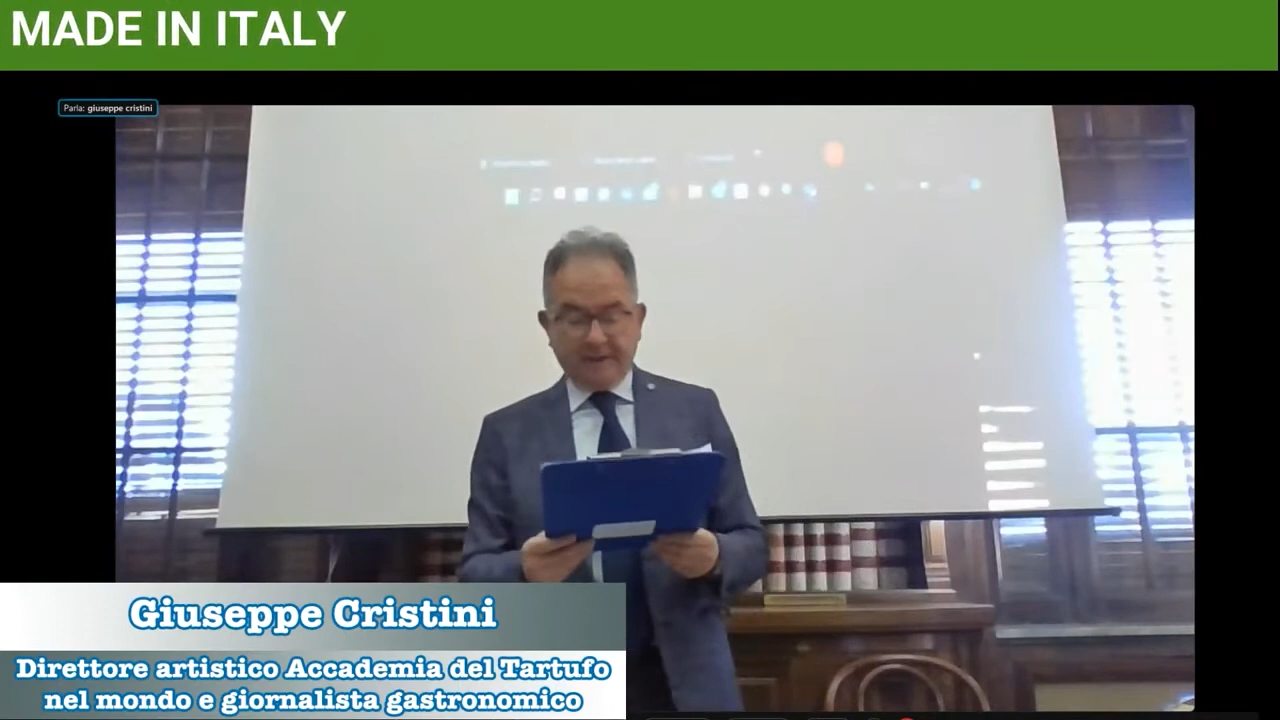 MADE IN ITALY
Parla: giuseppe cristini
Giuseppe Cristini
Direttore artistico Accademia del Tartufo
nel mondo e giornalista gastronomico